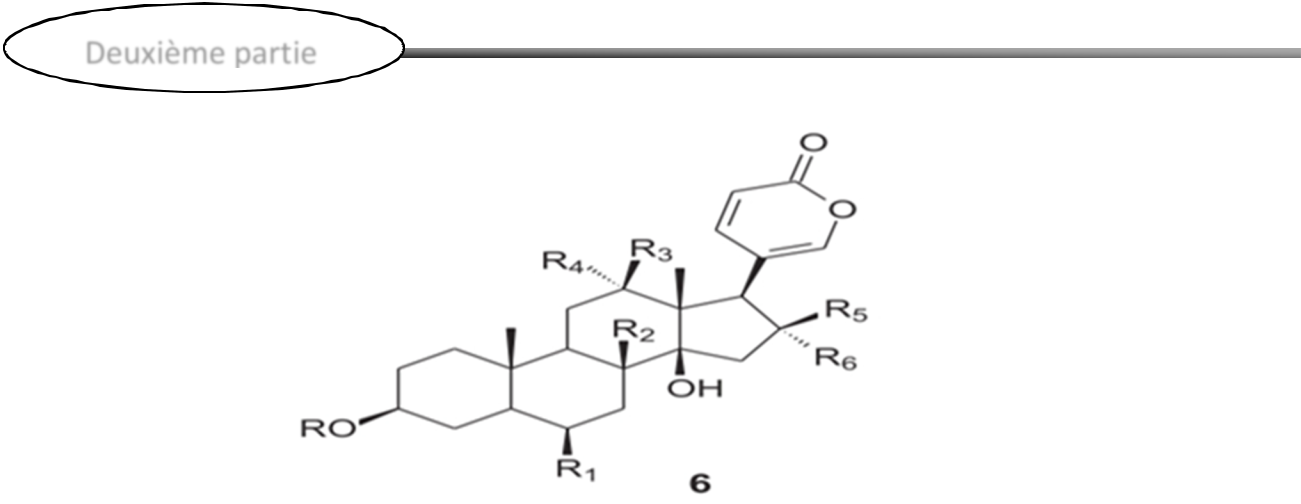 Deuxième partie
O
O
R4 R3
R2
R5
R6
OH
RO
R1
6